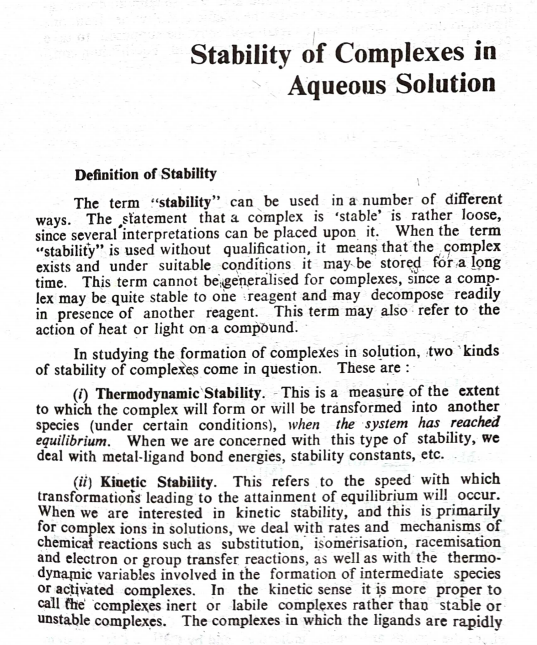 Stability of Complexes in
Aqueous Solution
Definition of Stability
The term “stability” can be used in a number of different
ways. The statement that a complex is ‘stable’ is rather loose,
since several interpretations can be placed upon it. When the term
“stability” is used without qualification, it means that the complex
exists and under suitable conditions it may be stored for a long
time. This term cannot be generalised for complexes, since a comp-
lex may be quite stable to one reagent and may decompose readily
in presence of another reagent. This term may also refer to the
action of heat or light on a compound.
In studying the formation of complexes in solution, two kinds
of stability of complexes come in question. These are :
(i) Thermodynamic Stability. This is a measure of the extent
to which the complex will form or will be transformed into another
species (under certain conditions), when the system has reached
equilibrium. When we are concerned with this type of stability, we
deal with metal-ligand bond energies, stability constants, etc.
(ii) Kinetic Stability. This refers to the speed with which
transformations leading to the attainment of equilibrium will occur.
When we are interested in kinetic stability, and this is primarily
for complex ions in solutions, we deal with rates and mechanisms of
chemical reactions such as substitution, isomerisation, racemisation
and electron or group transfer reactions, as well as with the thermo-
dynamic variables involved in the formation of intermediate species
or activated complexes. In the kinetic sense it is more proper to
call the complexes inert or labile complexes rather than stable or
unstable complexes. The complexes in which the ligands are rapidly